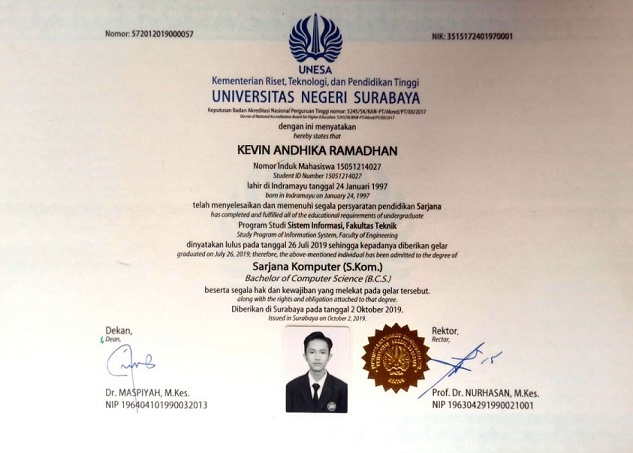 Nomor: 572012019000057
NIK: 3515172401970001
UNESA
Kementerian Riset, Teknologi, dan Pendidikan Tinggi
UNIVERSITAS NEGERI SURABAYA
Keputusan Badan Akreditasi Nasional Perguruan Tinggi nomor: 5245/SK/BAN-PT/Akred/PT/XII/2017
Decree of National Accreditation Board for Higher Education: 5245/SK/BAN-PT/Akred/PT/XII/2017
dengan ini menyatakan
hereby states that
KEVIN ANDHIKA RAMADHAN
Nomor Induk Mahasiswa 15051214027
Student ID Number 15051214027
lahir di Indramayu tanggal 24 Januari 1997
born in Indramayu on January 24, 1997
telah menyelesaikan dan memenuhi segala persyaratan pendidikan Sarjana
has completed and fulfilled all of the educational requirements of undergraduate
Program Studi Sistem Informasi, Fakultas Teknik
Study Program of Information System, Faculty of Engineering
dinyatakan lulus pada tanggal 26 Juli 2019 sehingga kepadanya diberikan gelar
graduated on July 26, 2019; therefore, the above-mentioned individual has been admitted to the degree of
Sarjana Komputer (S.Kom.)
Bachelor of Computer Science (B.C.S.)
beserta segala hak dan kewajiban yang melekat pada gelar tersebut.
along with the rights and obligation attached to that degree.
Diberikan di Surabaya pada tanggal 2 Oktober 2019.
Issued in Surabaya on October 2, 2019.
Dekan,
Dean,
Dr. MASPIYAH, M.Kes.
NIP 196404101990032013
Rektor,
Rector,
Prof. Dr. NURHASAN, M.Kes.
NIP 196304291990021001